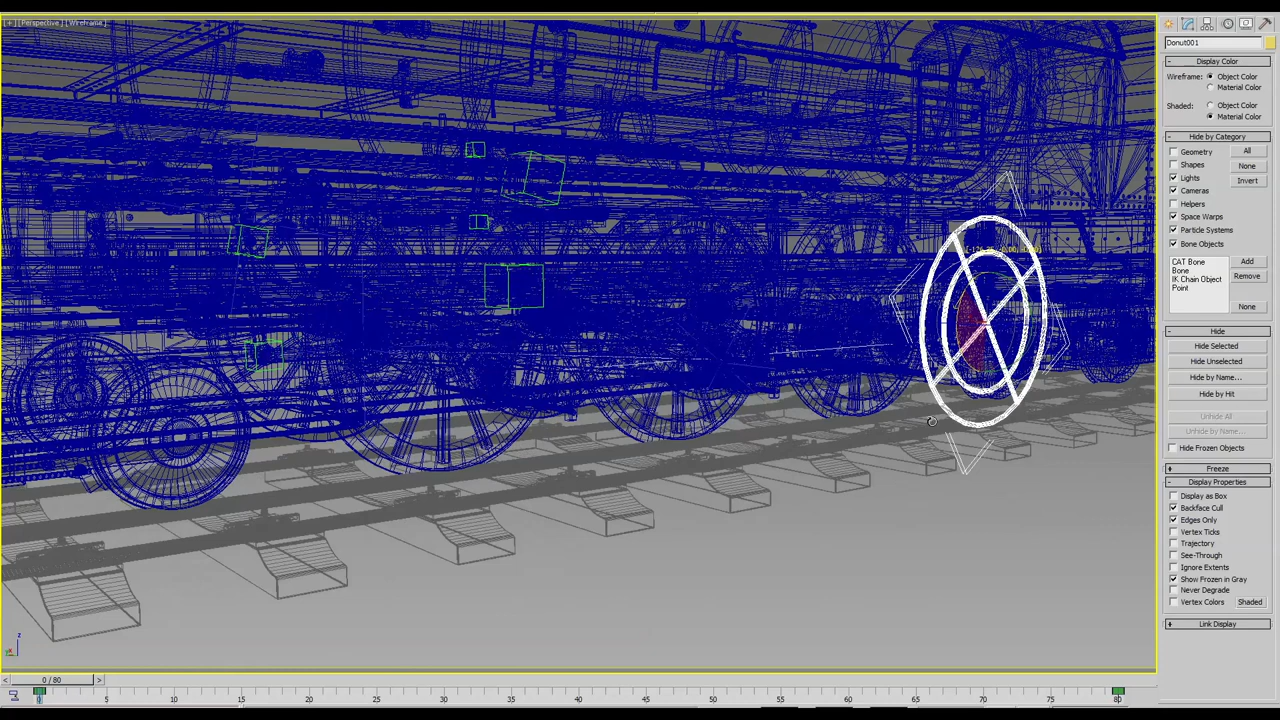 [ + ] [Perspective ] [ Wireframe ]
Donut001
- Display Color
Wireframe: Object Color
Material Color
Shaded: Object Color
Material Color
- Hide by Category
Geometry All
Shapes None
Lights Invert
Cameras
Helpers
Space Warps
Particle Systems
Bone Objects
CAT Bone
Bone
IK Chain Object
Point
Add
Remove
None
- Hide
Hide Selected
Hide Unselected
Hide by Name...
Hide by Hit
Unhide All
Unhide by Name...
Hide Frozen Objects
+ Freeze
- Display Properties
Display as Box
Backface Cull
Edges Only
Vertex Ticks
Trajectory
See-Through
Ignore Extents
Show Frozen in Gray
Never Degrade
Vertex Colors Shaded
+ Link Display
z
< 0 / 80 >
0 5 10 15 20 25 30 35 40 45 50 55 60 65 70 75 80